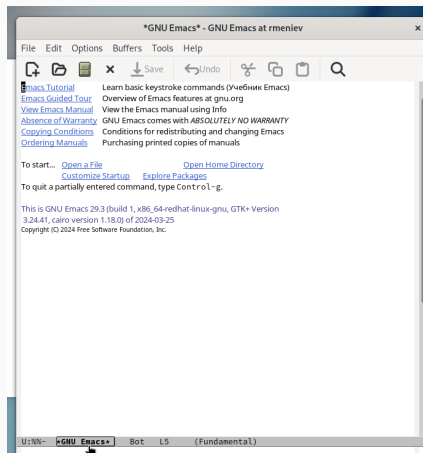 *GNU Emacs* - GNU Emacs at rmeniev ×
File Edit Options Buffers Tools Help
Save Undo
Emacs Tutorial Learn basic keystroke commands (Учебник Emacs)
Emacs Guided Tour Overview of Emacs features at gnu.org
View Emacs Manual View the Emacs manual using Info
Absence of Warranty GNU Emacs comes with ABSOLUTELY NO WARRANTY
Copying Conditions Conditions for redistributing and changing Emacs
Ordering Manuals Purchasing printed copies of manuals
To start... Open a File Open Home Directory
Customize Startup Explore Packages
To quit a partially entered command, type Control-g.
This is GNU Emacs 29.3 (build 1, x86_64-redhat-linux-gnu, GTK+ Version
3.24.41, cairo version 1.18.0) of 2024-03-25
Copyright (C) 2024 Free Software Foundation, Inc.
U:%%- *GNU Emacs* Bot L5 (Fundamental)